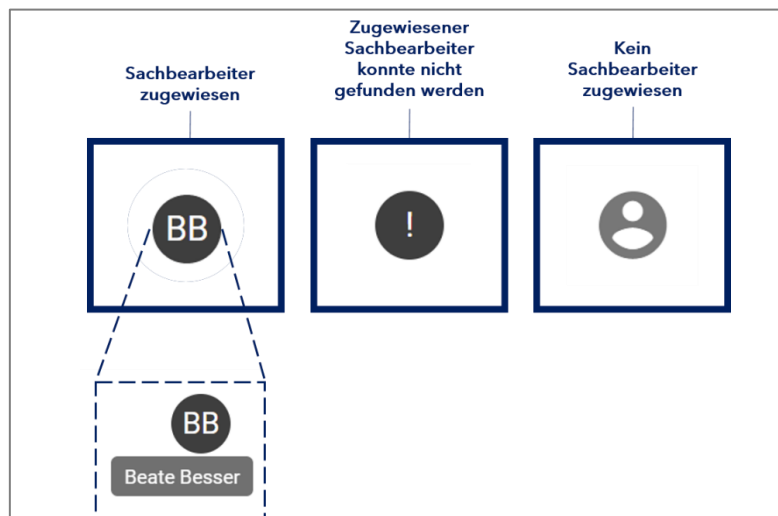 Sachbearbeiter
zugewiesen
Zugewiesener
Sachbearbeiter
konnte nicht
gefunden werden
Kein
Sachbearbeiter
zugewiesen
BB
!
BB
Beate Besser